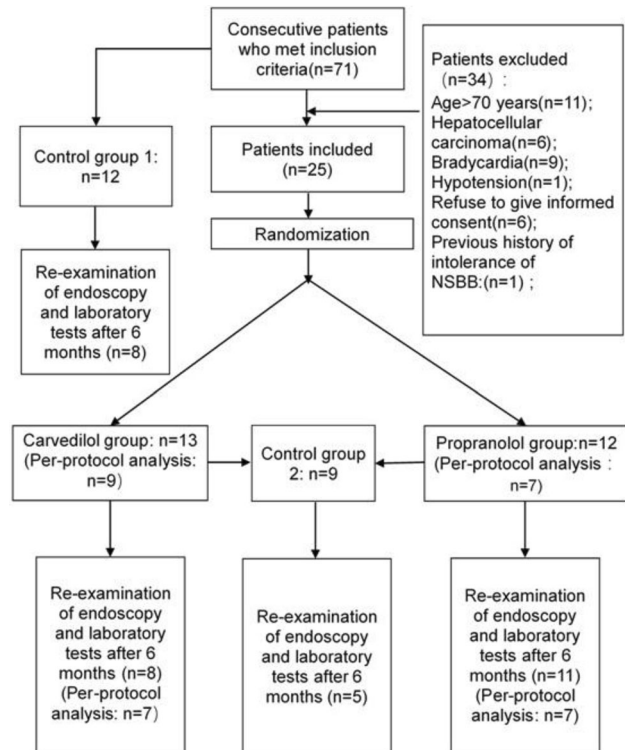 Consecutive patients
who met inclusion
criteria(n=71)
Patients excluded
（n=34）:
Age>70 years(n=11);
Hepatocellular
carcinoma(n=6);
Bradycardia(n=9);
Hypotension(n=1);
Refuse to give informed
consent(n=6);
Previous history of
intolerance of
NSBB:(n=1) ;
Control group 1:
n=12
Patients included
(n=25)
Re-examination
of endoscopy
and laboratory
tests after 6
months (n=8)
Randomization
Carvedilol group: n=13
(Per-protocol analysis:
n=9）
Control group
2: n=9
Propranolol group:n=12
(Per-protocol analysis :
n=7)
Re-examination
of endoscopy
and laboratory
tests after 6
months (n=8)
(Per-protocol
analysis: n=7)
Re-examination
of endoscopy
and laboratory
tests after 6
months (n=5)
Re-examination
of endoscopy
and laboratory
tests after 6
months (n=11)
(Per-protocol
analysis: n=7)